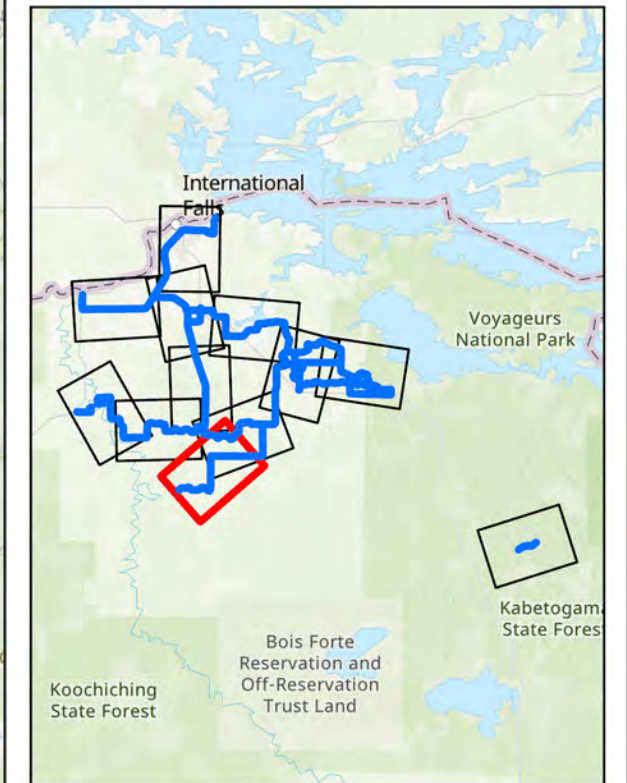 International
Falls
Voyageurs
National Park
Kabetogama
State Forest
Bois Forte
Reservation and
Off-Reservation
Trust Land
Koochiching
State Forest